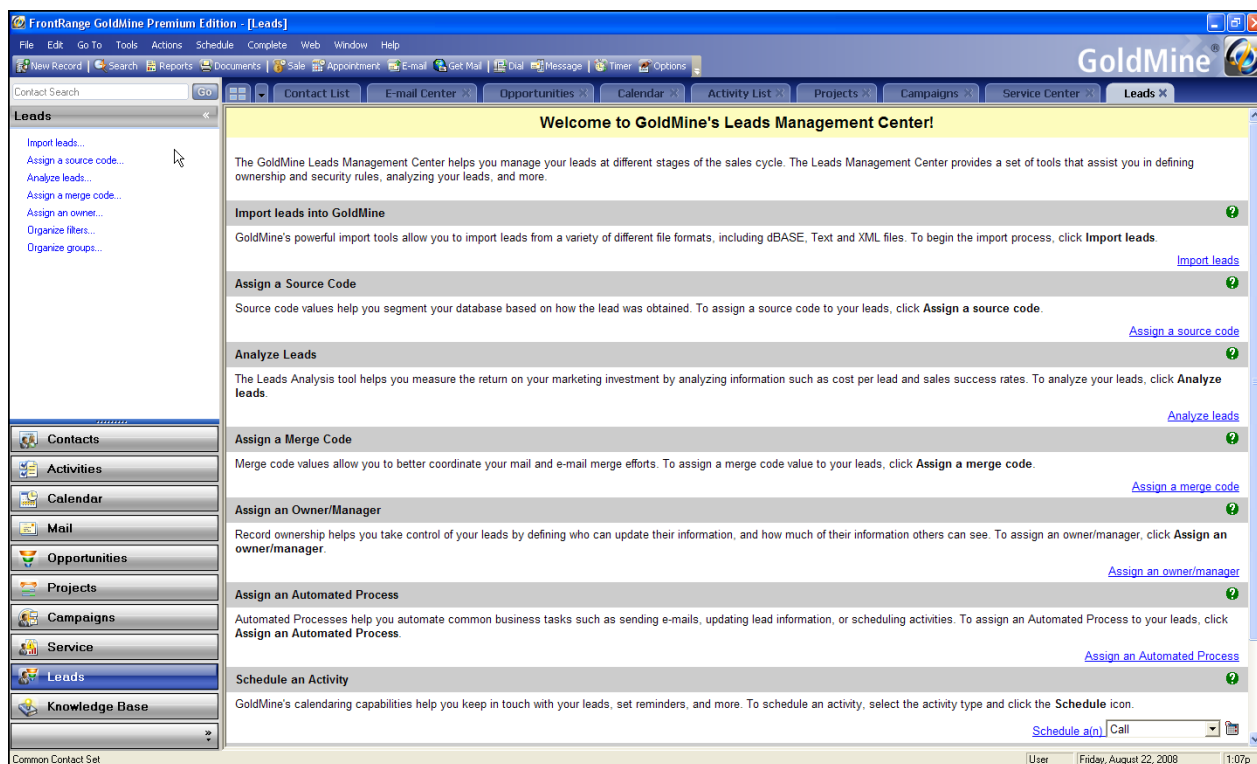 FrontRange GoldMine Premium Edition - [Leads]
File Edit Go To Tools Actions Schedule Complete Web Window Help
New Record Search Reports Documents Sale Appointment E-mail Get Mail Dial Message Timer Options
GoldMine®
Contact Search Go
Contact List E-mail Center Opportunities Calendar Activity List Projects Campaigns Service Center Leads
Leads
Import leads...
Assign a source code...
Analyze leads...
Assign a merge code...
Assign an owner...
Organize filters...
Organize groups...
Contacts
Activities
Calendar
Mail
Opportunities
Projects
Campaigns
Service
Leads
Knowledge Base
Welcome to GoldMine's Leads Management Center!
The GoldMine Leads Management Center helps you manage your leads at different stages of the sales cycle. The Leads Management Center provides a set of tools that assist you in defining
ownership and security rules, analyzing your leads, and more.
Import leads into GoldMine
GoldMine's powerful import tools allow you to import leads from a variety of different file formats, including dBASE, Text and XML files. To begin the import process, click Import leads.
Import leads
Assign a Source Code
Source code values help you segment your database based on how the lead was obtained. To assign a source code to your leads, click Assign a source code.
Assign a source code
Analyze Leads
The Leads Analysis tool helps you measure the return on your marketing investment by analyzing information such as cost per lead and sales success rates. To analyze your leads, click Analyze
leads.
Analyze leads
Assign a Merge Code
Merge code values allow you to better coordinate your mail and e-mail merge efforts. To assign a merge code value to your leads, click Assign a merge code.
Assign a merge code
Assign an Owner/Manager
Record ownership helps you take control of your leads by defining who can update their information, and how much of their information others can see. To assign an owner/manager, click Assign an
owner/manager.
Assign an owner/manager
Assign an Automated Process
Automated Processes help you automate common business tasks such as sending e-mails, updating lead information, or scheduling activities. To assign an Automated Process to your leads, click
Assign an Automated Process.
Assign an Automated Process
Schedule an Activity
GoldMine's calendaring capabilities help you keep in touch with your leads, set reminders, and more. To schedule an activity, select the activity type and click the Schedule icon.
Schedule a(n) Call
Common Contact Set User Friday, August 22, 2008 1:07p